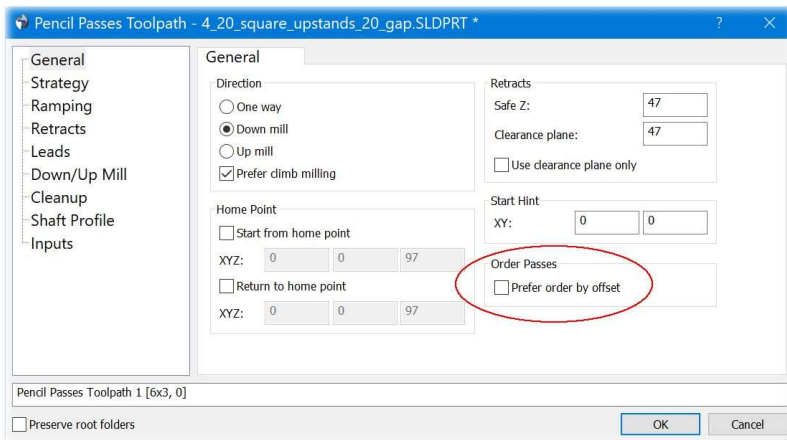 Pencil Passes Toolpath - 4_20_square_upstands_20_gap.SLDPRT *
? ×
General
Strategy
Ramping
Retracts
Leads
Down/Up Mill
Cleanup
Shaft Profile
Inputs
General
Direction
One way
Down mill
Up mill
Prefer climb milling
Home Point
Start from home point
XYZ: 0 0 97
Return to home point
XYZ: 0 0 97
Retracts
Safe Z: 47
Clearance plane: 47
Use clearance plane only
Start Hint
XY: 0 0
Order Passes
Prefer order by offset
Pencil Passes Toolpath 1 [6x3, 0]
Preserve root folders
OK Cancel